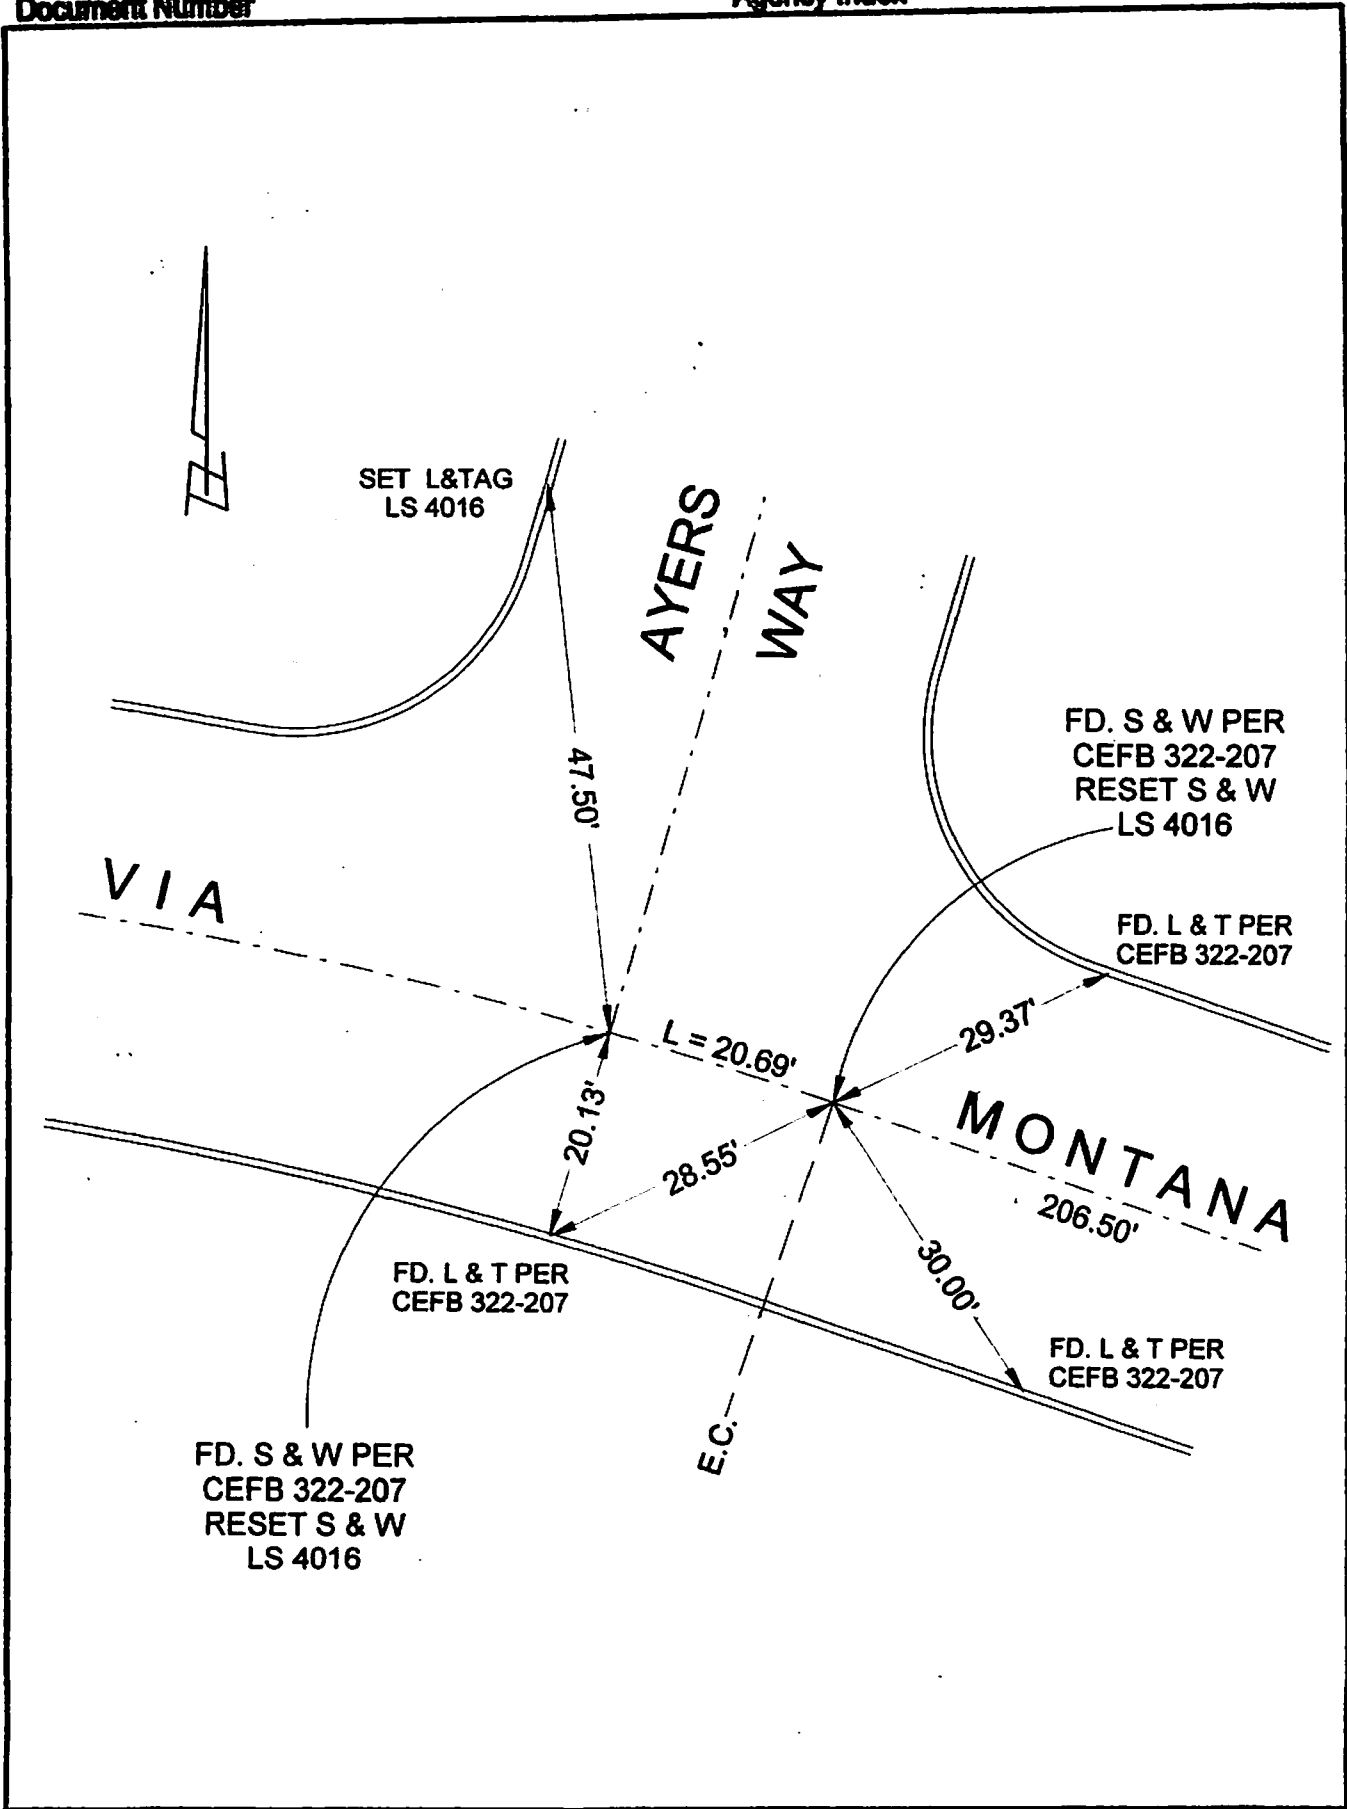 Document Number
Agency Index
SET L&TAG
LS 4016
AYERS
WAY
47.50'
FD. S & W PER
CEFB 322-207
RESET S & W
LS 4016
VIA
FD. L & T PER
CEFB 322-207
29.37'
L = 20.69'
20.13'
28.55'
MONTANA
206.50'
30.00'
FD. L & T PER
CEFB 322-207
FD. L & T PER
CEFB 322-207
E.C.
FD. S & W PER
CEFB 322-207
RESET S & W
LS 4016